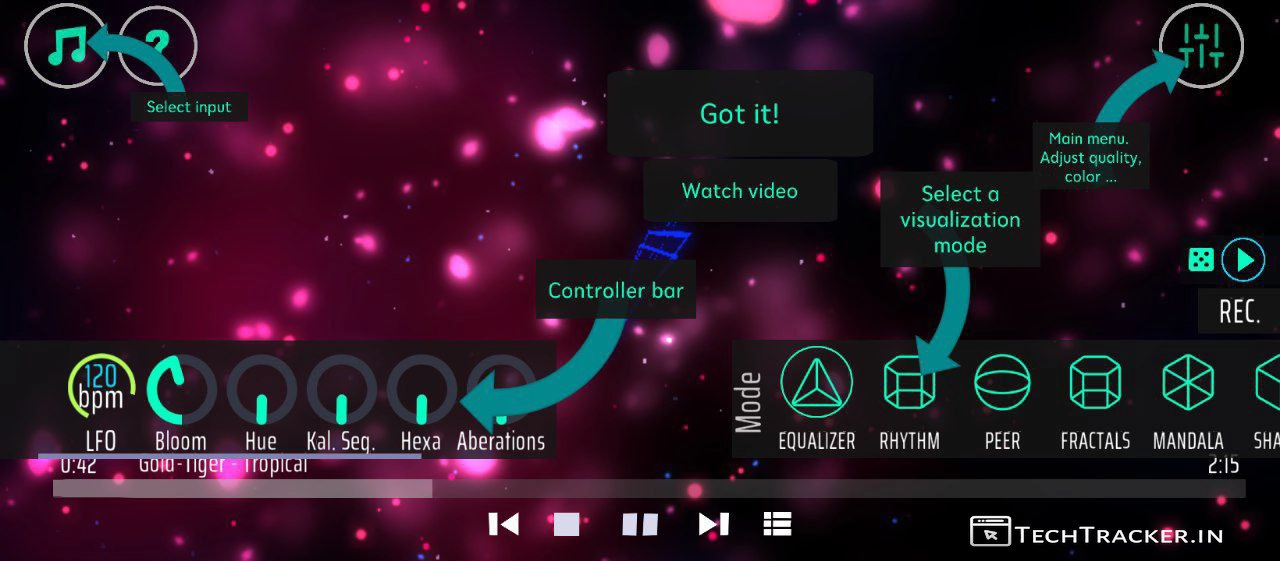 ?
Select input
Got it!
Watch video
Main menu.
Adjust quality,
color ...
Select a
visualization
mode
Controller bar
REC.
120
bpm
LFO
Bloom
Hue
Kal. Seg.
Hexa
Aberations
Mode
EQUALIZER
RHYTHM
PEER
FRACTALS
MANDALA
SHA
0:42
Gold-Tiger - Tropical
2:15
TECHTRACKER.IN